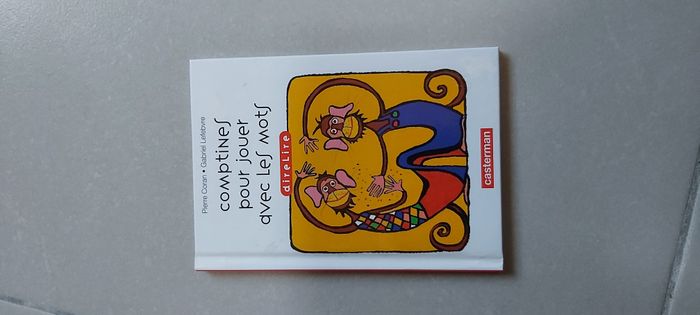 Pierre Coran • Gabriel Lefebvre
comptines
pour jouer
avec les mots
direLire
casterman